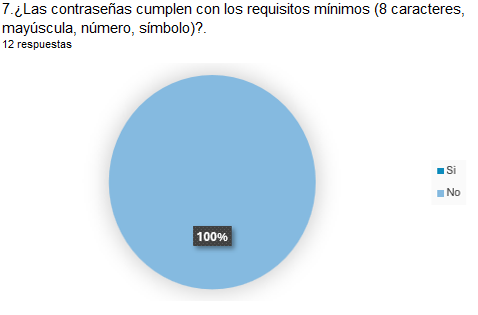 7.¿Las contraseñas cumplen con los requisitos mínimos (8 caracteres,
mayúscula, número, símbolo)?.
12 respuestas
100%
Si
No